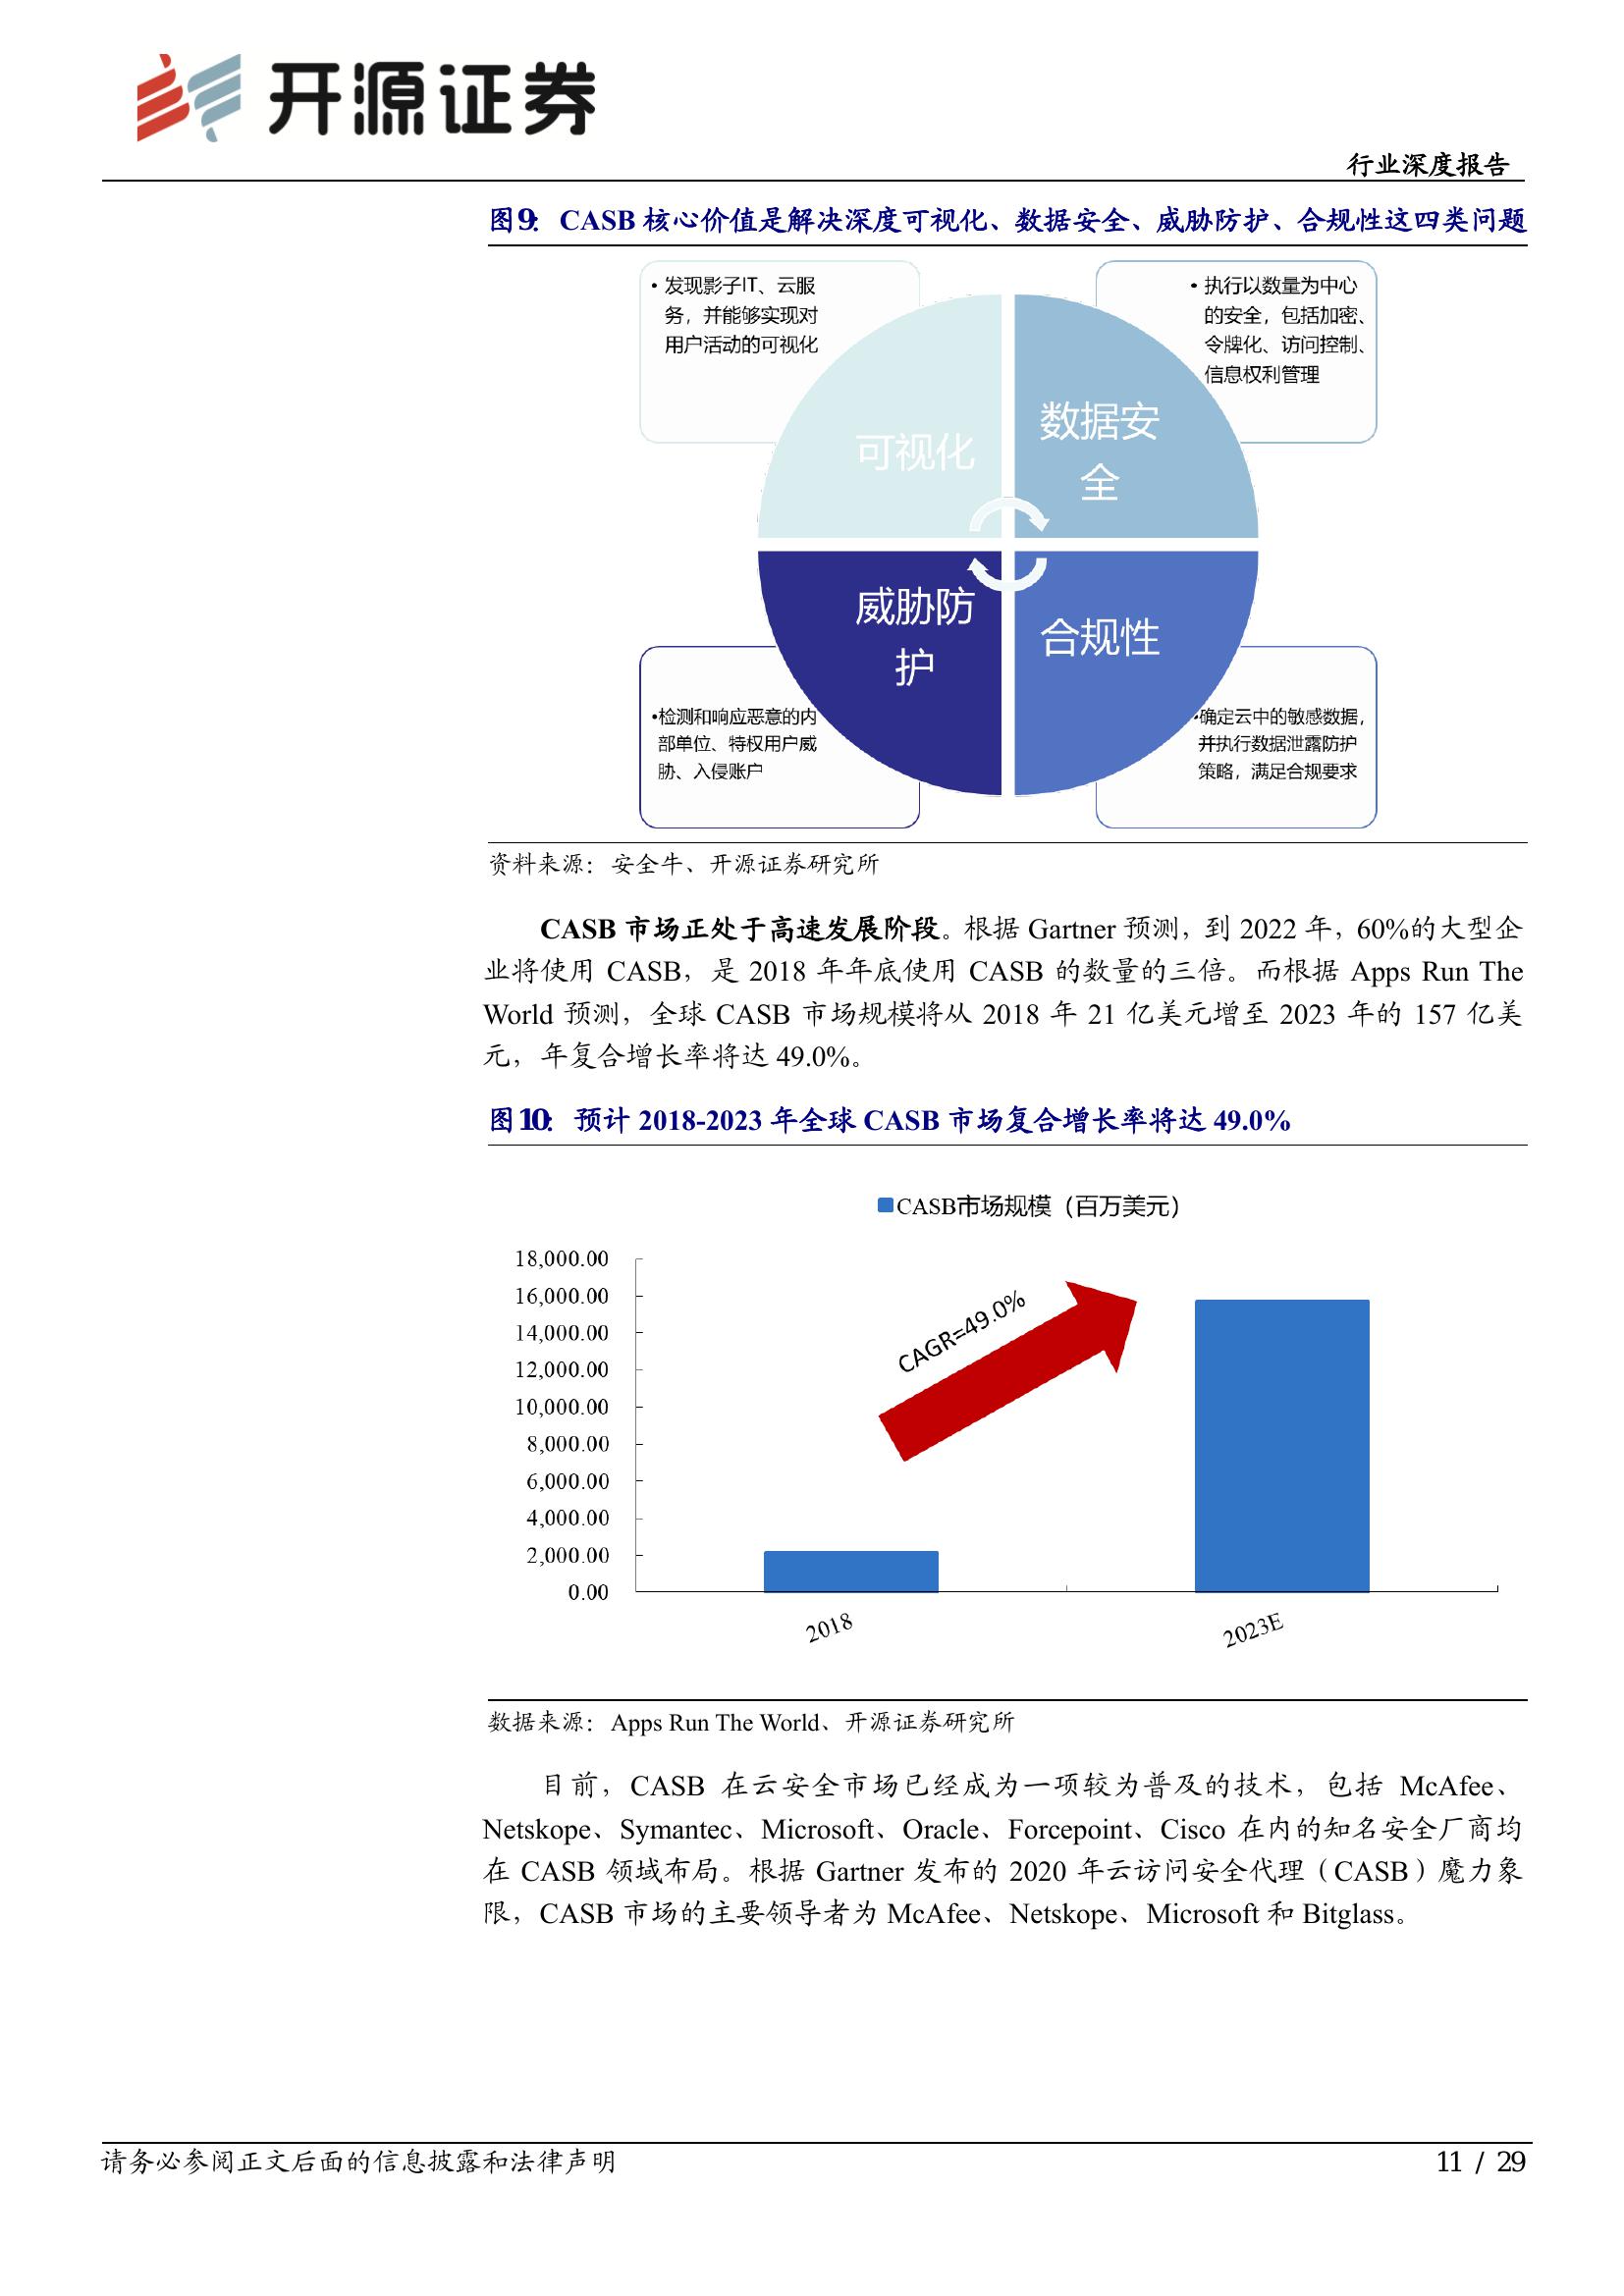 开源证券
行业深度报告
图9： CASB 核心价值是解决深度可视化、数据安全、威胁防护、合规性这四类问题
• 发现影子IT、云服
务，并能够实现对
用户活动的可视化
• 执行以数量为中心
的安全，包括加密、
令牌化、访问控制、
信息权利管理
可视化
数据安
全
威胁防
护
合规性
•检测和响应恶意的内
部单位、特权用户威
胁、入侵账户
•确定云中的敏感数据，
并执行数据泄露防护
策略，满足合规要求
资料来源：安全牛、开源证券研究所
CASB 市场正处于高速发展阶段。根据 Gartner 预测，到 2022 年，60%的大型企
业将使用 CASB，是 2018 年年底使用 CASB 的数量的三倍。而根据 Apps Run The
World 预测，全球 CASB 市场规模将从 2018 年 21 亿美元增至 2023 年的 157 亿美
元，年复合增长率将达 49.0%。
图10： 预计 2018-2023 年全球 CASB 市场复合增长率将达 49.0%
CASB市场规模（百万美元）
18,000.00
16,000.00
14,000.00
12,000.00
10,000.00
8,000.00
6,000.00
4,000.00
2,000.00
0.00
CAGR=49.0%
2018
2023E
数据来源：Apps Run The World、开源证券研究所
目前，CASB 在云安全市场已经成为一项较为普及的技术，包括 McAfee、
Netskope、Symantec、Microsoft、Oracle、Forcepoint、Cisco 在内的知名安全厂商均
在 CASB 领域布局。根据 Gartner 发布的 2020 年云访问安全代理（CASB）魔力象
限，CASB 市场的主要领导者为 McAfee、Netskope、Microsoft 和 Bitglass。
请务必参阅正文后面的信息披露和法律声明
11 / 29